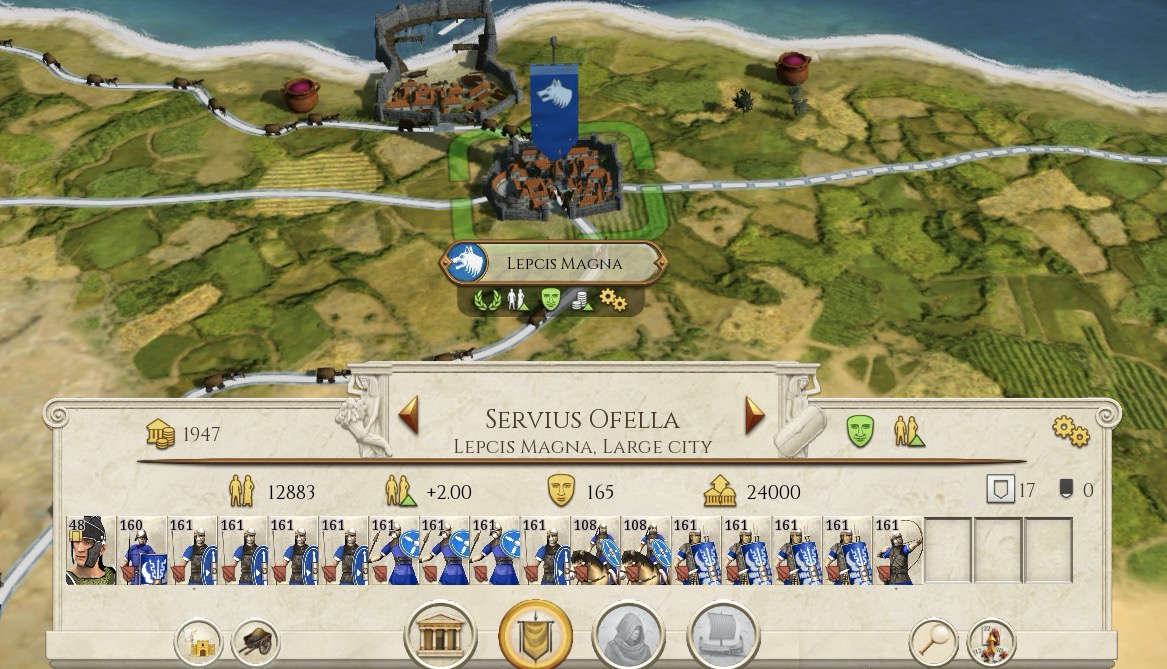 Lepcis Magna
Servius Ofella
1947
Lepcis Magna, Large city
12883 +2.00 165 24000 17 0
48 160 161 161 161 161 161 161 161 161 108 108 161 161 161 161 161